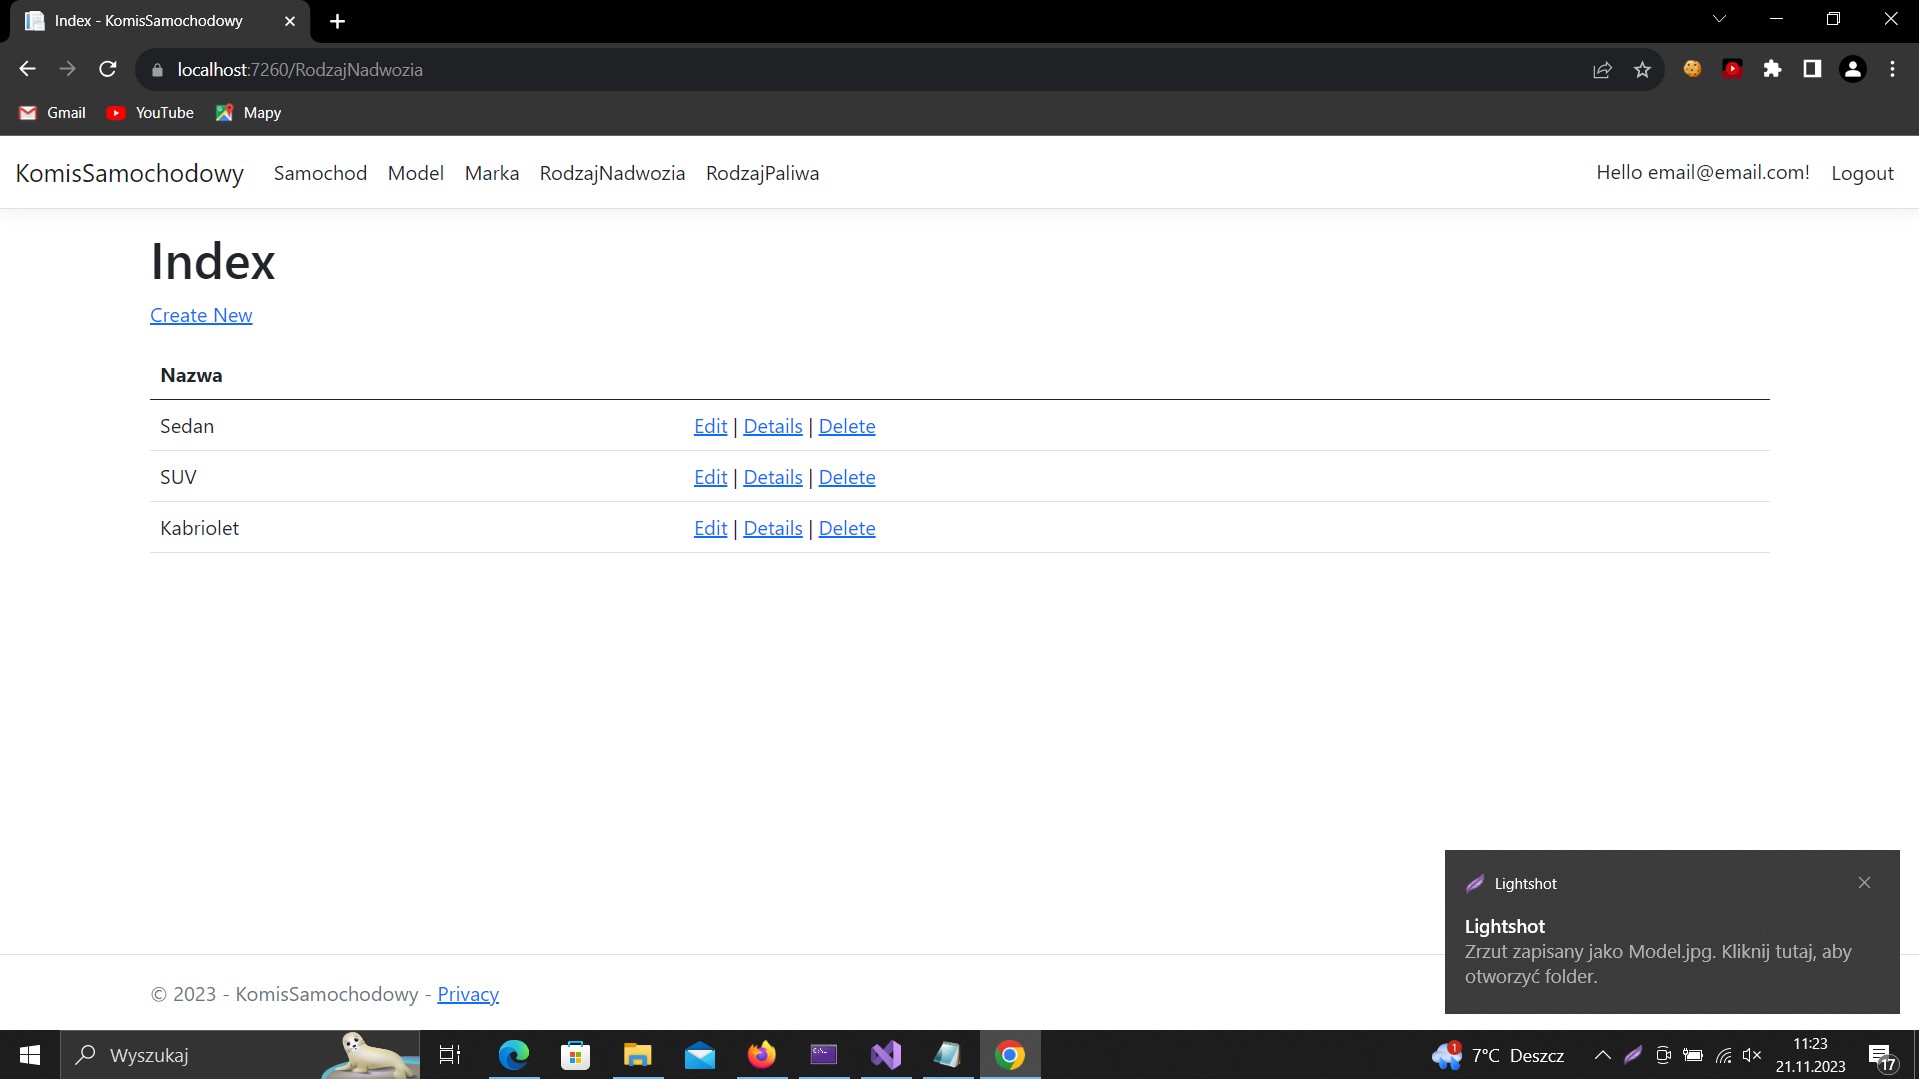 Index - KomisSamochodowy
localhost:7260/RodzajNadwozia
Gmail YouTube Mapy
KomisSamochodowy Samochod Model Marka RodzajNadwozia RodzajPaliwa Hello email@email.com! Logout
Index
Create New
Nazwa
Sedan Edit | Details | Delete
SUV Edit | Details | Delete
Kabriolet Edit | Details | Delete
Lightshot
Lightshot
Zrzut zapisany jako Model.jpg. Kliknij tutaj, aby
otworzyć folder.
© 2023 - KomisSamochodowy - Privacy
Wyszukaj
1
7°C Deszcz
11:23
21.11.2023
17